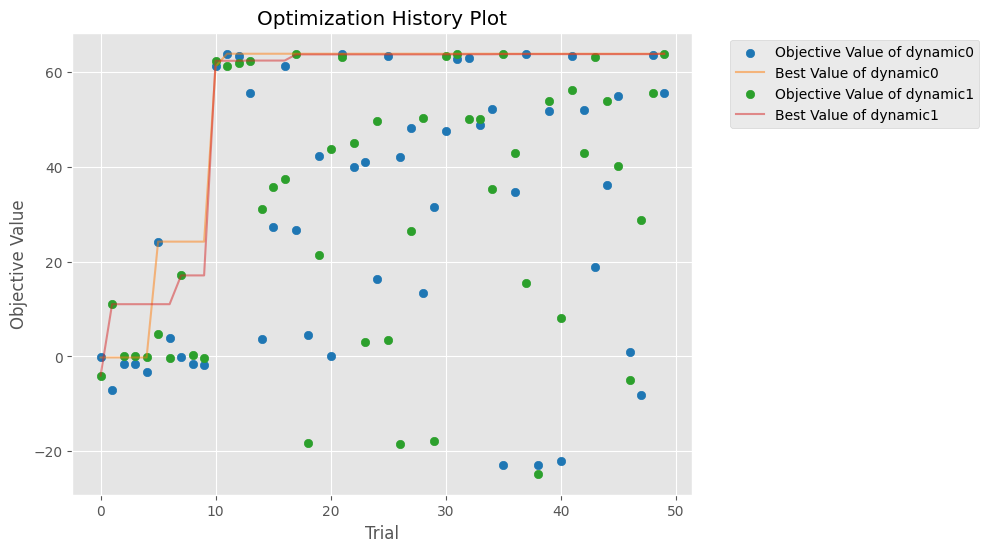 Optimization History Plot
Objective Value of dynamic0
Best Value of dynamic0
Objective Value of dynamic1
Best Value of dynamic1
Objective Value
60
40
20
0
−20
0 10 20 30 40 50
Trial